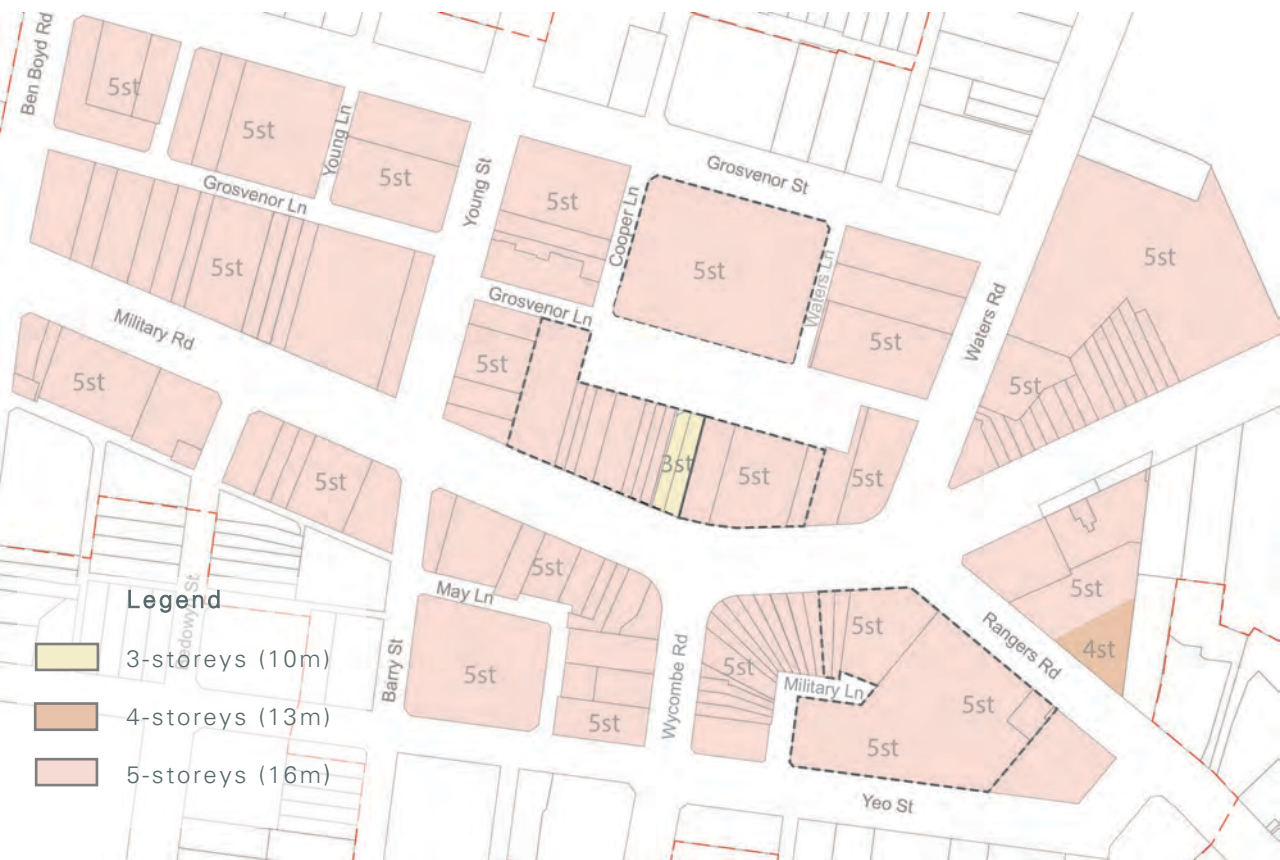 Ben Boyd Rd
5st
5st
Young Ln
5st
Grosvenor Ln
5st
Young St
5st
Cooper Ln
Grosvenor St
5st
Waters Ln
5st
Waters Rd
5st
5st
Military Rd
Grosvenor Ln
5st
3st
5st
5st
5st
5st
May Ln
5st
Barry St
5st
5st
Wycombe Rd
5st
5st
Military Ln
5st
5st
Rangers Rd
5st
4st
Yeo St
Legend
3-storeys (10m)
4-storeys (13m)
5-storeys (16m)